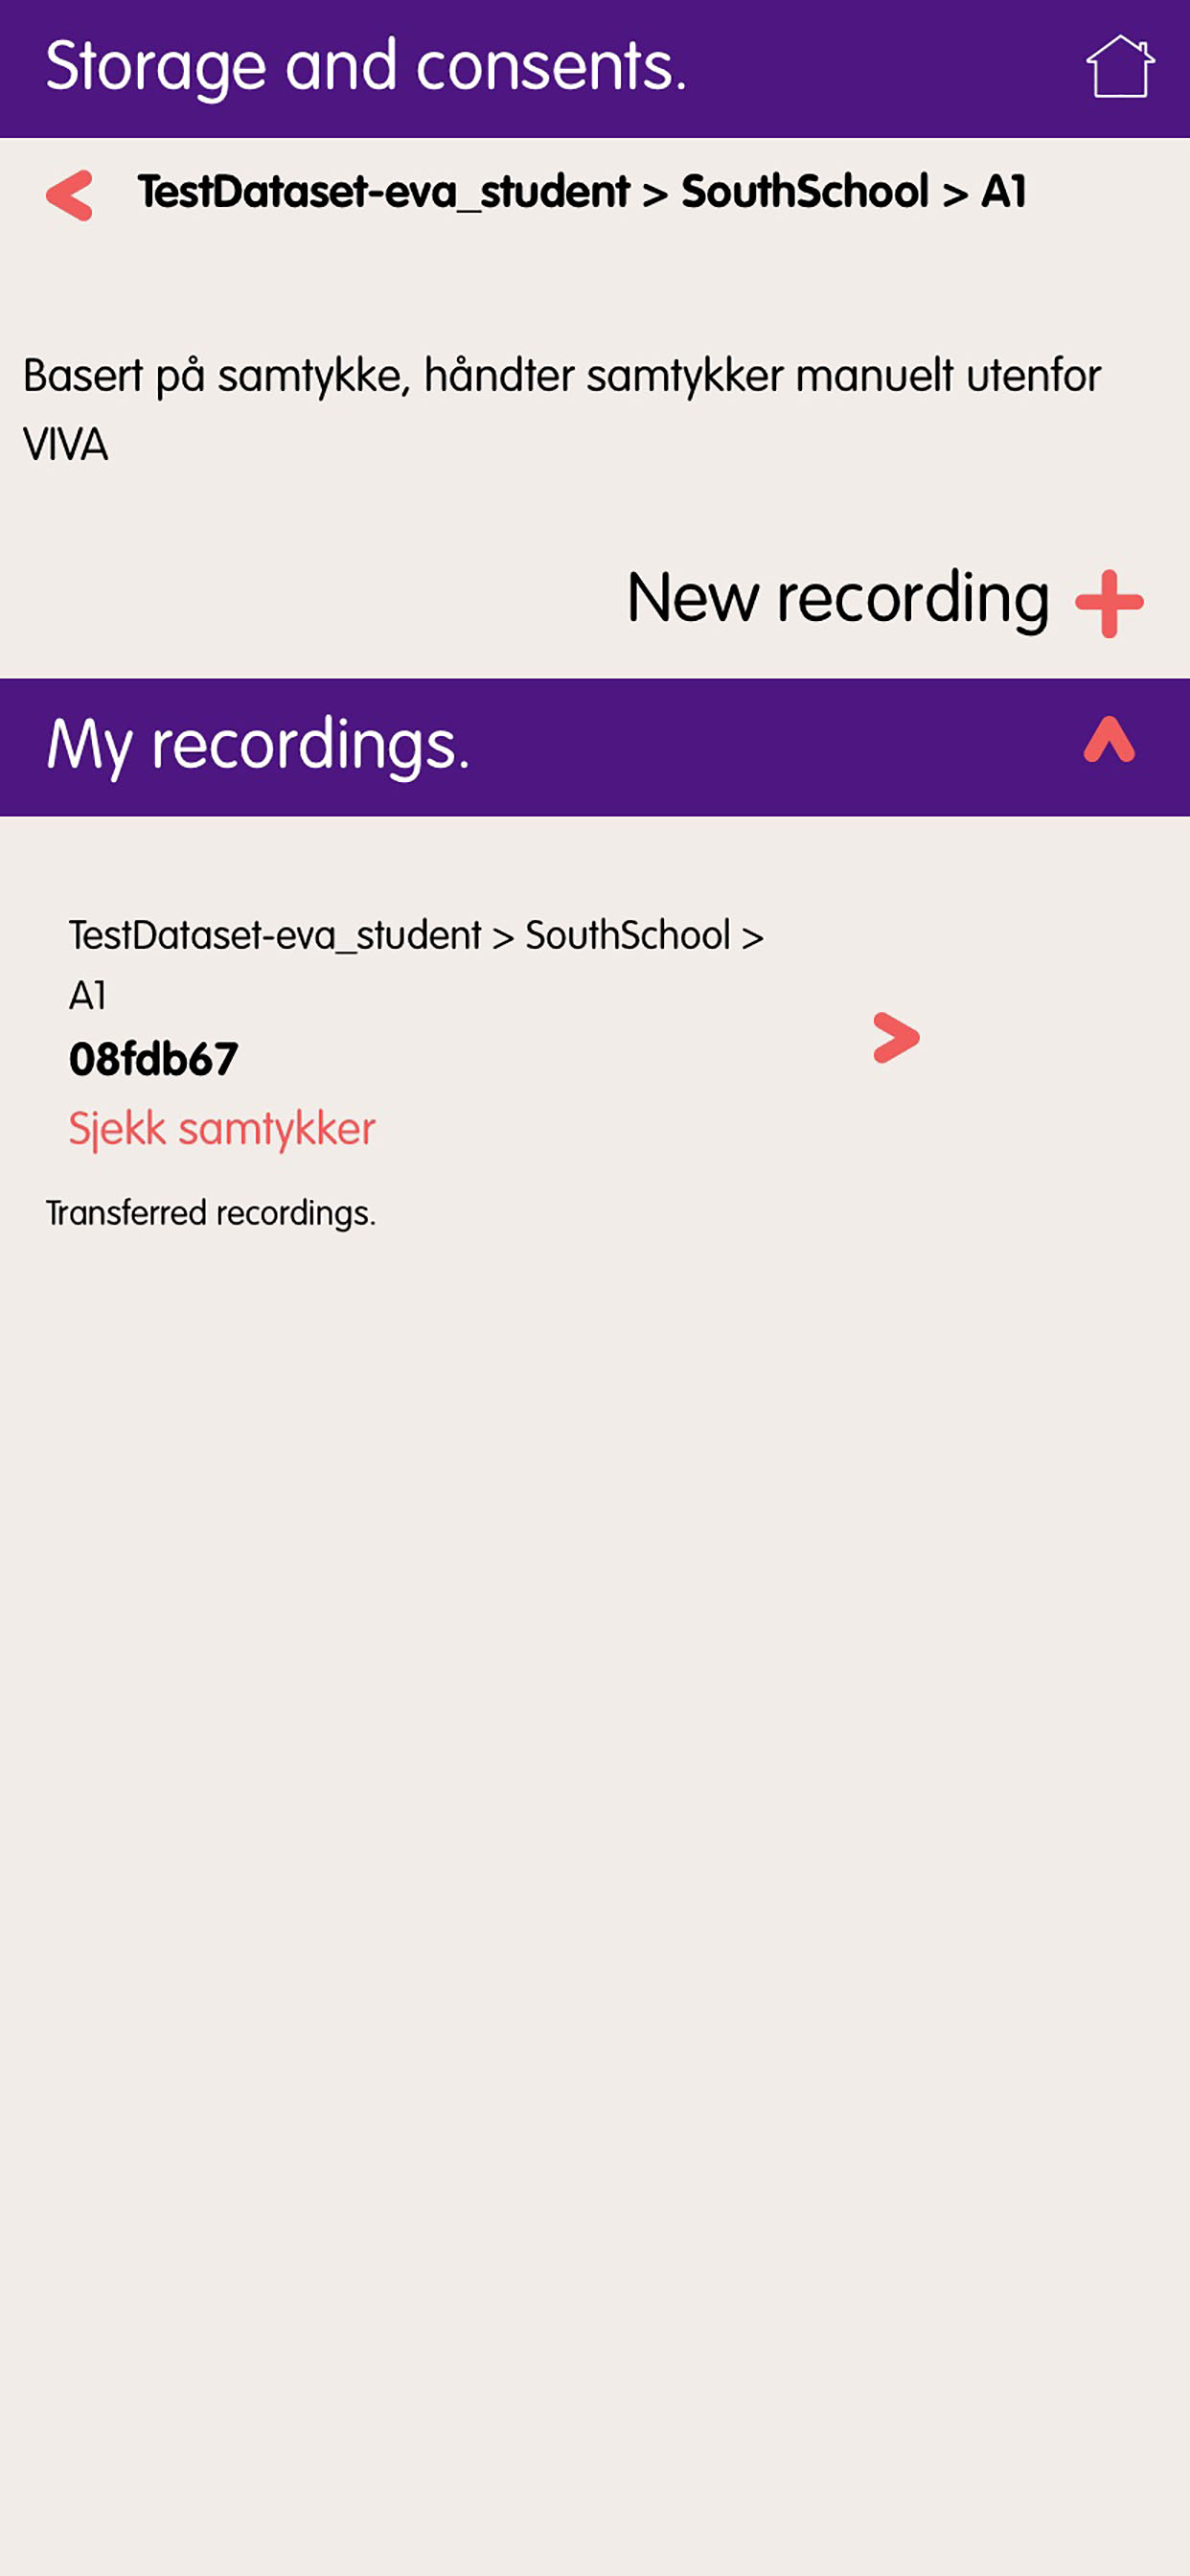 Storage and consents.
TestDataset-eva_student > SouthSchool > A1
Basert på samtykke, håndter samtykker manuelt utenfor
VIVA
New recording
My recordings.
TestDataset-eva_student > SouthSchool >
A1
08fdb67
Sjekk samtykker
Transferred recordings.